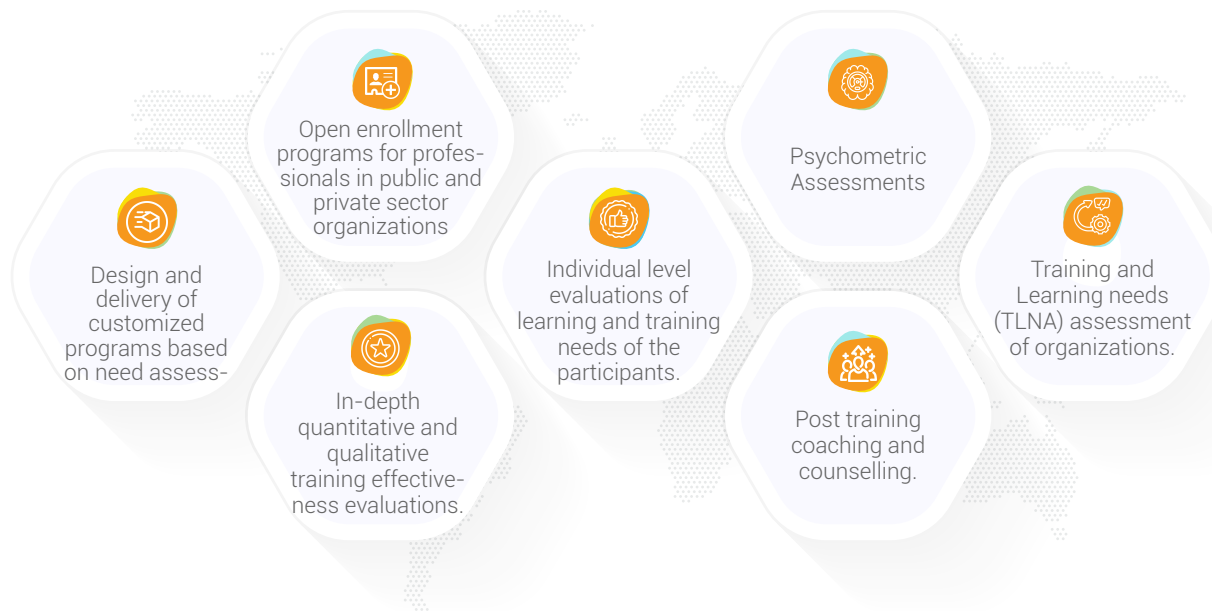 Open enrollment
programs for profes-
sionals in public and
private sector
organizations
Psychometric
Assessments
Design and
delivery of
customized
programs based
on need assess-
Individual level
evaluations of
learning and training
needs of the
participants.
Training and
Learning needs
(TLNA) assessment
of organizations.
In-depth
quantitative and
qualitative
training effective-
ness evaluations.
Post training
coaching and
counselling.